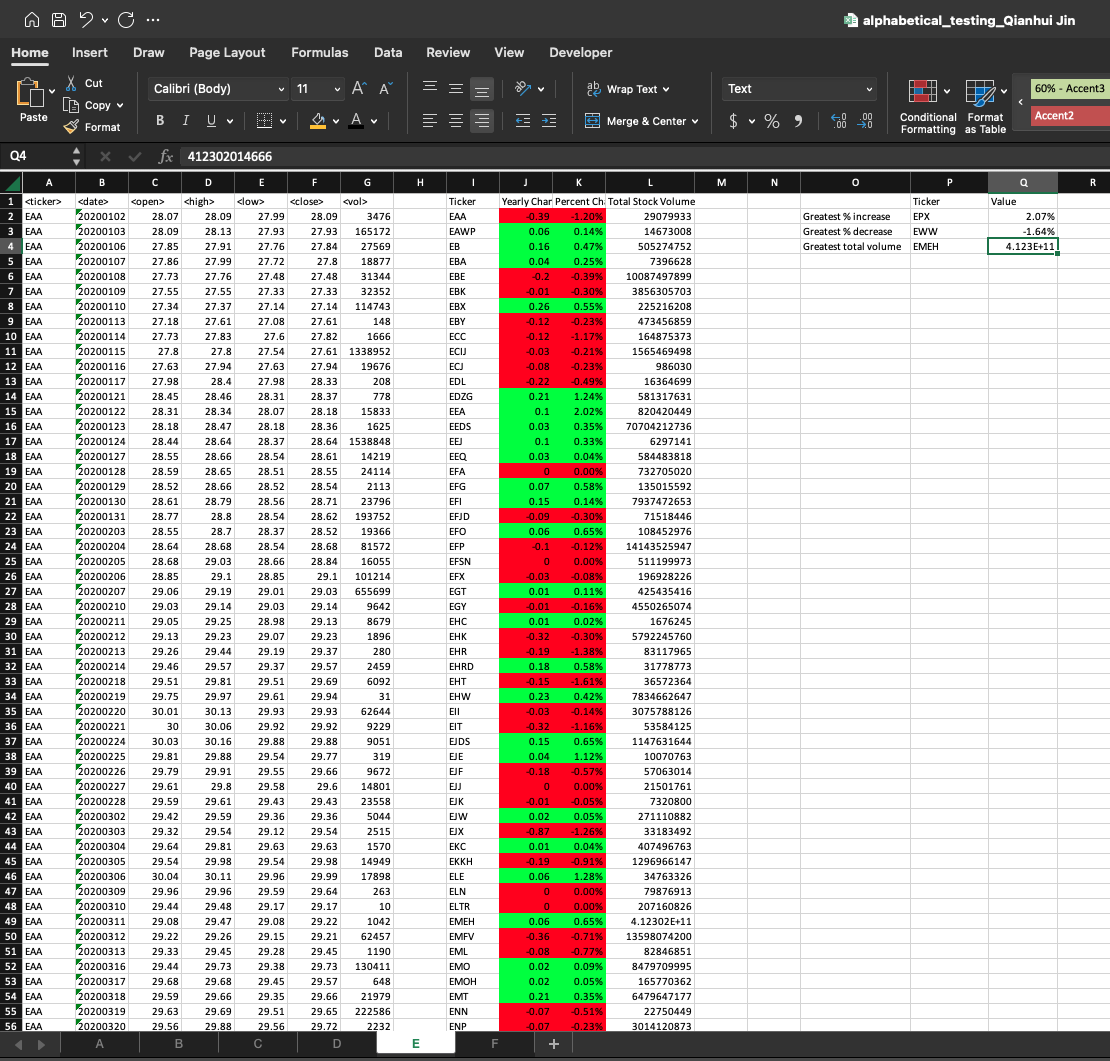 alphabetical_testing_Qianhui Jin
Home Insert Draw Page Layout Formulas Data Review View Developer
Paste
Cut
Copy
Format
Calibri (Body) 11
B I U
A A
A
Wrap Text
Merge & Center
Text
$ %
Conditional Formatting
Format as Table
60% - Accent3
Accent2
Q4 fx 412302014666
A B C D E F G H I J K L M N O P Q R
1 <ticker> <date> <open> <high> <low> <close> <vol> Ticker Yearly Char Percent Ch Total Stock Volume Ticker Value
2 EAA 20200102 28.07 28.09 27.99 28.09 3476 EAA -0.39 -1.20% 29079933 Greatest % increase EPX 2.07%
3 EAA 20200103 28.09 28.13 27.93 27.93 165172 EAWP 0.06 0.14% 14673008 Greatest % decrease EWW -1.64%
4 EAA 20200106 27.85 27.91 27.76 27.84 27569 EB 0.16 0.47% 505274752 Greatest total volume EMEH 4.123E+11
5 EAA 20200107 27.86 27.99 27.72 27.8 18877 EBA 0.04 0.25% 7396628
6 EAA 20200108 27.73 27.76 27.48 27.48 31344 EBE -0.2 -0.39% 10087497899
7 EAA 20200109 27.55 27.55 27.33 27.33 32352 EBK -0.01 -0.30% 3856305703
8 EAA 20200110 27.34 27.37 27.14 27.14 114743 EBX 0.26 0.55% 225216208
9 EAA 20200113 27.18 27.61 27.08 27.61 148 EBY -0.12 -0.23% 473456859
10 EAA 20200114 27.73 27.83 27.6 27.82 1666 ECC -0.12 -1.17% 164875373
11 EAA 20200115 27.8 27.8 27.54 27.61 1338952 ECIJ -0.03 -0.21% 1565469498
12 EAA 20200116 27.63 27.94 27.63 27.94 19676 ECJ -0.08 -0.23% 986030
13 EAA 20200117 27.98 28.4 27.98 28.33 208 EDL -0.22 -0.49% 16364699
14 EAA 20200121 28.45 28.46 28.31 28.37 778 EDZG 0.21 1.24% 581317631
15 EAA 20200122 28.31 28.34 28.07 28.18 15833 EEA 0.1 2.02% 820420449
16 EAA 20200123 28.18 28.47 28.18 28.36 1625 EEDS 0.03 0.35% 70704212736
17 EAA 20200124 28.44 28.64 28.37 28.64 1538848 EEJ 0.1 0.33% 6297141
18 EAA 20200127 28.55 28.66 28.54 28.61 14219 EEQ 0.03 0.04% 584483818
19 EAA 20200128 28.59 28.65 28.51 28.55 24114 EFA 0 0.00% 732705020
20 EAA 20200129 28.52 28.66 28.52 28.54 2113 EFG 0.07 0.58% 135015592
21 EAA 20200130 28.61 28.79 28.56 28.71 23796 EFI 0.15 0.14% 7937472653
22 EAA 20200131 28.77 28.8 28.54 28.62 193752 EFJD -0.09 -0.30% 71518446
23 EAA 20200203 28.55 28.7 28.37 28.52 19366 EFO 0.06 0.65% 108452976
24 EAA 20200204 28.64 28.68 28.54 28.68 81572 EFP -0.1 -0.12% 14143525947
25 EAA 20200205 28.68 29.03 28.66 28.84 16055 EFSN 0 0.00% 511199973
26 EAA 20200206 28.85 29.1 28.85 29.1 101214 EFX -0.03 -0.08% 196928226
27 EAA 20200207 29.06 29.19 29.01 29.03 655699 EGT 0.01 0.11% 425435416
28 EAA 20200210 29.03 29.14 29.03 29.14 9642 EGY -0.01 -0.16% 4550265074
29 EAA 20200211 29.05 29.25 28.98 29.13 8679 EHC 0.01 0.02% 1676245
30 EAA 20200212 29.13 29.23 29.07 29.23 1896 EHK -0.32 -0.30% 5792245760
31 EAA 20200213 29.26 29.44 29.19 29.37 280 EHR -0.19 -1.38% 83117965
32 EAA 20200214 29.46 29.57 29.37 29.57 2459 EHRD 0.18 0.58% 31778773
33 EAA 20200218 29.51 29.81 29.51 29.69 6092 EHT -0.15 -1.61% 36572364
34 EAA 20200219 29.75 29.97 29.61 29.94 31 EHW 0.23 0.42% 7834662647
35 EAA 20200220 30.01 30.13 29.93 29.93 62644 EII -0.03 -0.14% 3075788126
36 EAA 20200221 30 30.06 29.92 29.92 9229 EIT -0.32 -1.16% 53584125
37 EAA 20200224 30.03 30.16 29.88 29.88 9051 EJDS 0.15 0.65% 1147631644
38 EAA 20200225 29.81 29.88 29.54 29.77 319 EJE 0.04 1.12% 10070763
39 EAA 20200226 29.79 29.91 29.55 29.66 9672 EJF -0.18 -0.57% 57063014
40 EAA 20200227 29.61 29.8 29.58 29.6 14801 EJJ 0 0.00% 21501761
41 EAA 20200228 29.59 29.61 29.43 29.43 23558 EJK -0.01 -0.05% 7320800
42 EAA 20200302 29.42 29.59 29.36 29.36 5044 EJW 0.02 0.05% 271110882
43 EAA 20200303 29.32 29.54 29.12 29.54 2515 EJX -0.87 -1.26% 33183492
44 EAA 20200304 29.64 29.81 29.63 29.63 1570 EKC 0.01 0.04% 407496763
45 EAA 20200305 29.54 29.98 29.54 29.98 14949 EKKH -0.19 -0.91% 1296966147
46 EAA 20200306 30.04 30.11 29.96 29.99 17898 ELE 0.06 1.28% 34763326
47 EAA 20200309 29.96 29.96 29.59 29.64 263 ELN 0 0.00% 79876913
48 EAA 20200310 29.44 29.48 29.17 29.17 10 ELTR 0 0.00% 207160826
49 EAA 20200311 29.08 29.47 29.08 29.22 1042 EMEH 0.06 0.65% 4.12302E+11
50 EAA 20200312 29.22 29.26 29.15 29.21 62457 EMFV -0.36 -0.71% 13598074200
51 EAA 20200313 29.33 29.45 29.28 29.45 1190 EML -0.08 -0.77% 82846851
52 EAA 20200316 29.44 29.73 29.38 29.73 130411 EMO 0.02 0.09% 8479709995
53 EAA 20200317 29.68 29.68 29.45 29.57 648 EMOH 0.02 0.05% 165770362
54 EAA 20200318 29.59 29.66 29.35 29.66 21979 EMT 0.21 0.35% 6479647177
55 EAA 20200319 29.63 29.69 29.51 29.65 222586 ENN -0.07 -0.51% 22750449
56 EAA 20200320 29.56 29.88 29.56 29.72 2232 ENP -0.07 -0.23% 3014120873
A B C D E F +